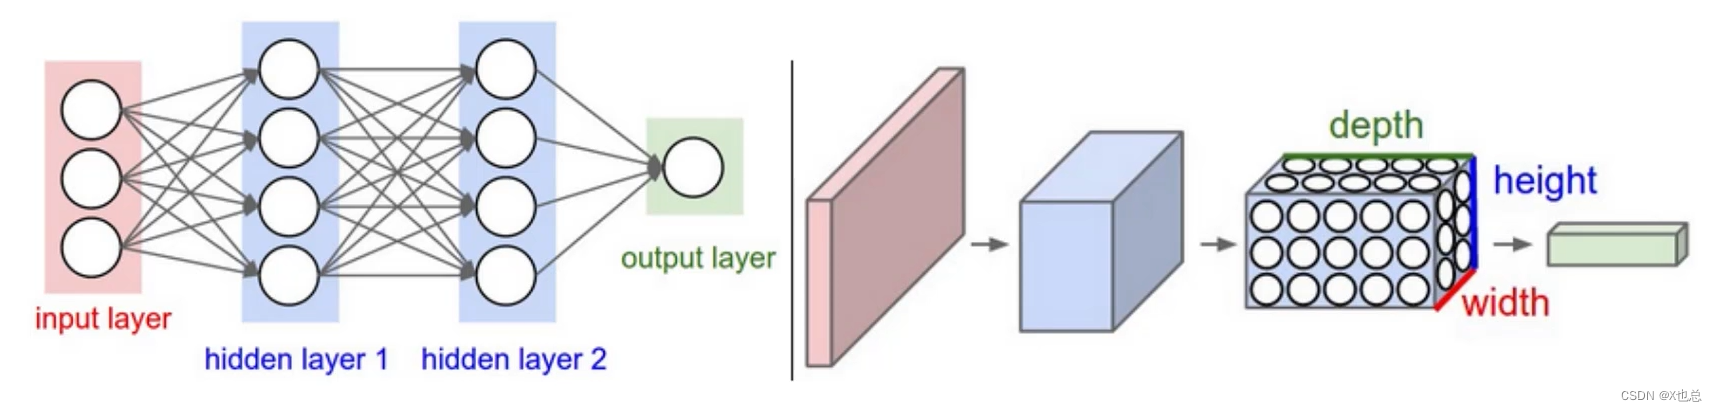 input layer
hidden layer 1
hidden layer 2
output layer
depth
height
width
CSDN @X也总